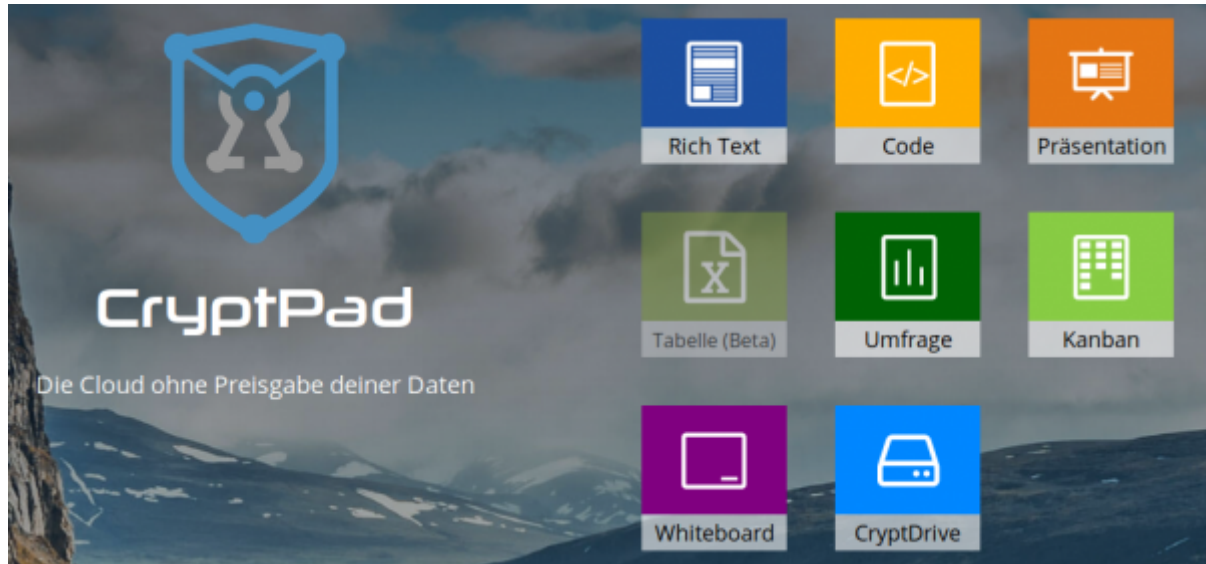 CryptPad
Die Cloud ohne Preisgabe deiner Daten
Rich Text
</>
Code
Präsentation
X
Tabelle (Beta)
Umfrage
Kanban
Whiteboard
CryptDrive